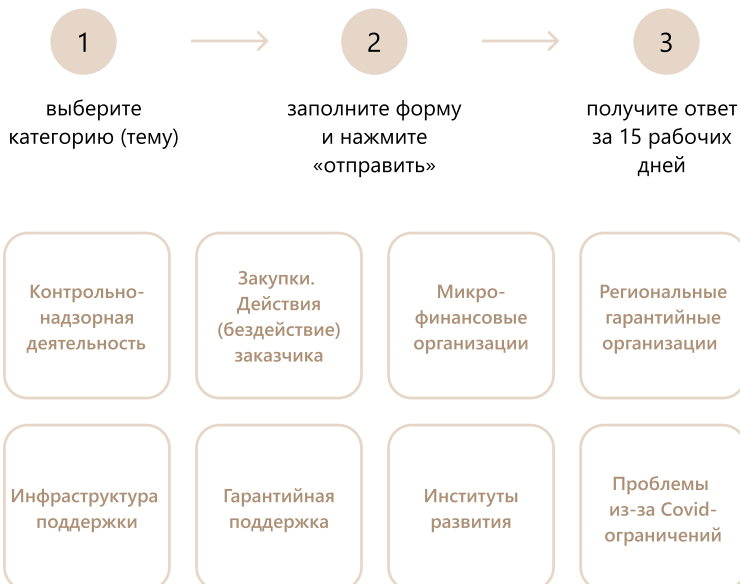 1
2
3
выберите
категорию (тему)
заполните форму
и нажмите
«отправить»
получите ответ
за 15 рабочих
дней
Контрольно-
надзорная
деятельность
Закупки.
Действия
(бездействие)
заказчика
Микро-
финансовые
организации
Региональные
гарантийные
организации
Инфраструктура
поддержки
Гарантийная
поддержка
Институты
развития
Проблемы
из-за Covid-
ограничений